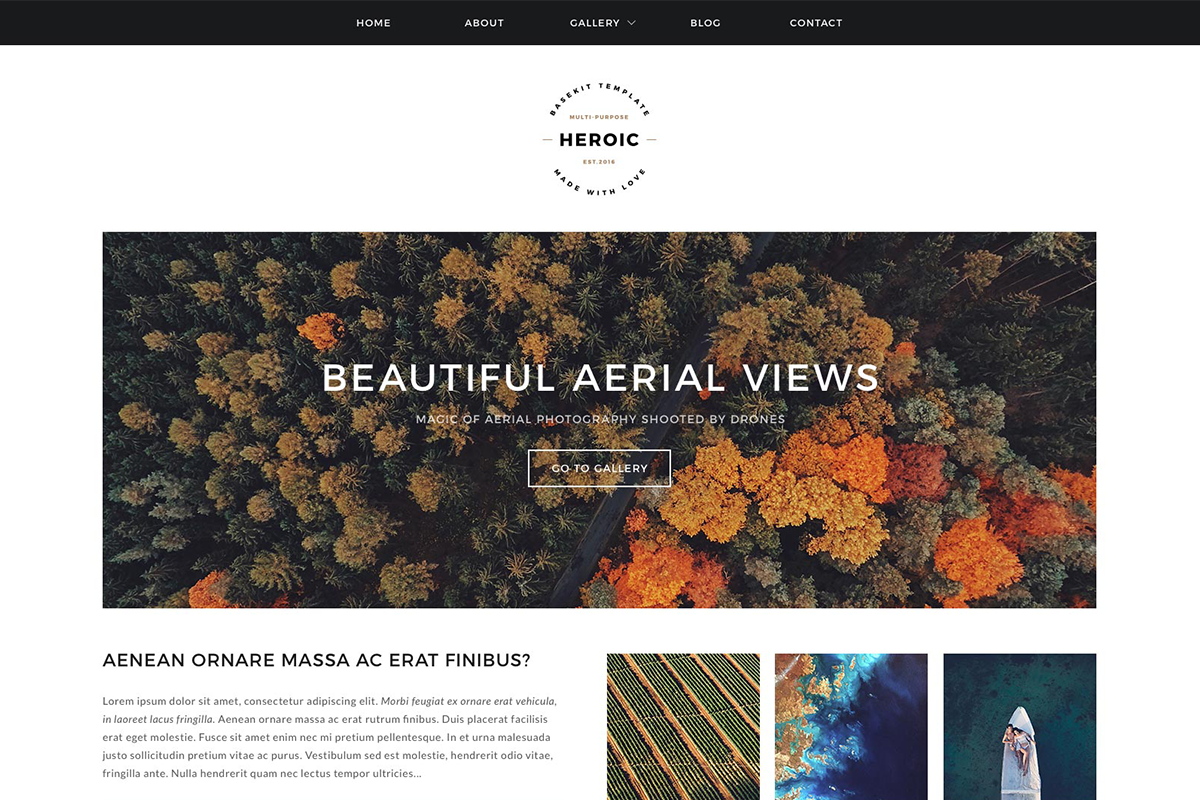 HOME ABOUT GALLERY BLOG CONTACT
BASEKIT TEMPLATE
MULTI-PURPOSE
HEROIC
EST.2016
MADE WITH LOVE
BEAUTIFUL AERIAL VIEWS
MAGIC OF AERIAL PHOTOGRAPHY SHOOTED BY DRONES
GO TO GALLERY
AENEAN ORNARE MASSA AC ERAT FINIBUS?
Lorem ipsum dolor sit amet, consectetur adipiscing elit. Morbi feugiat ex ornare erat vehicula,
in laoreet lacus fringilla. Aenean ornare massa ac erat rutrum finibus. Duis placerat facilisis
erat eget molestie. Fusce sit amet enim nec mi pretium pellentesque. In et urna malesuada
justo sollicitudin pretium vitae ac purus. Vestibulum sed est molestie, hendrerit odio vitae,
fringilla ante. Nulla hendrerit quam nec lectus tempor ultricies...